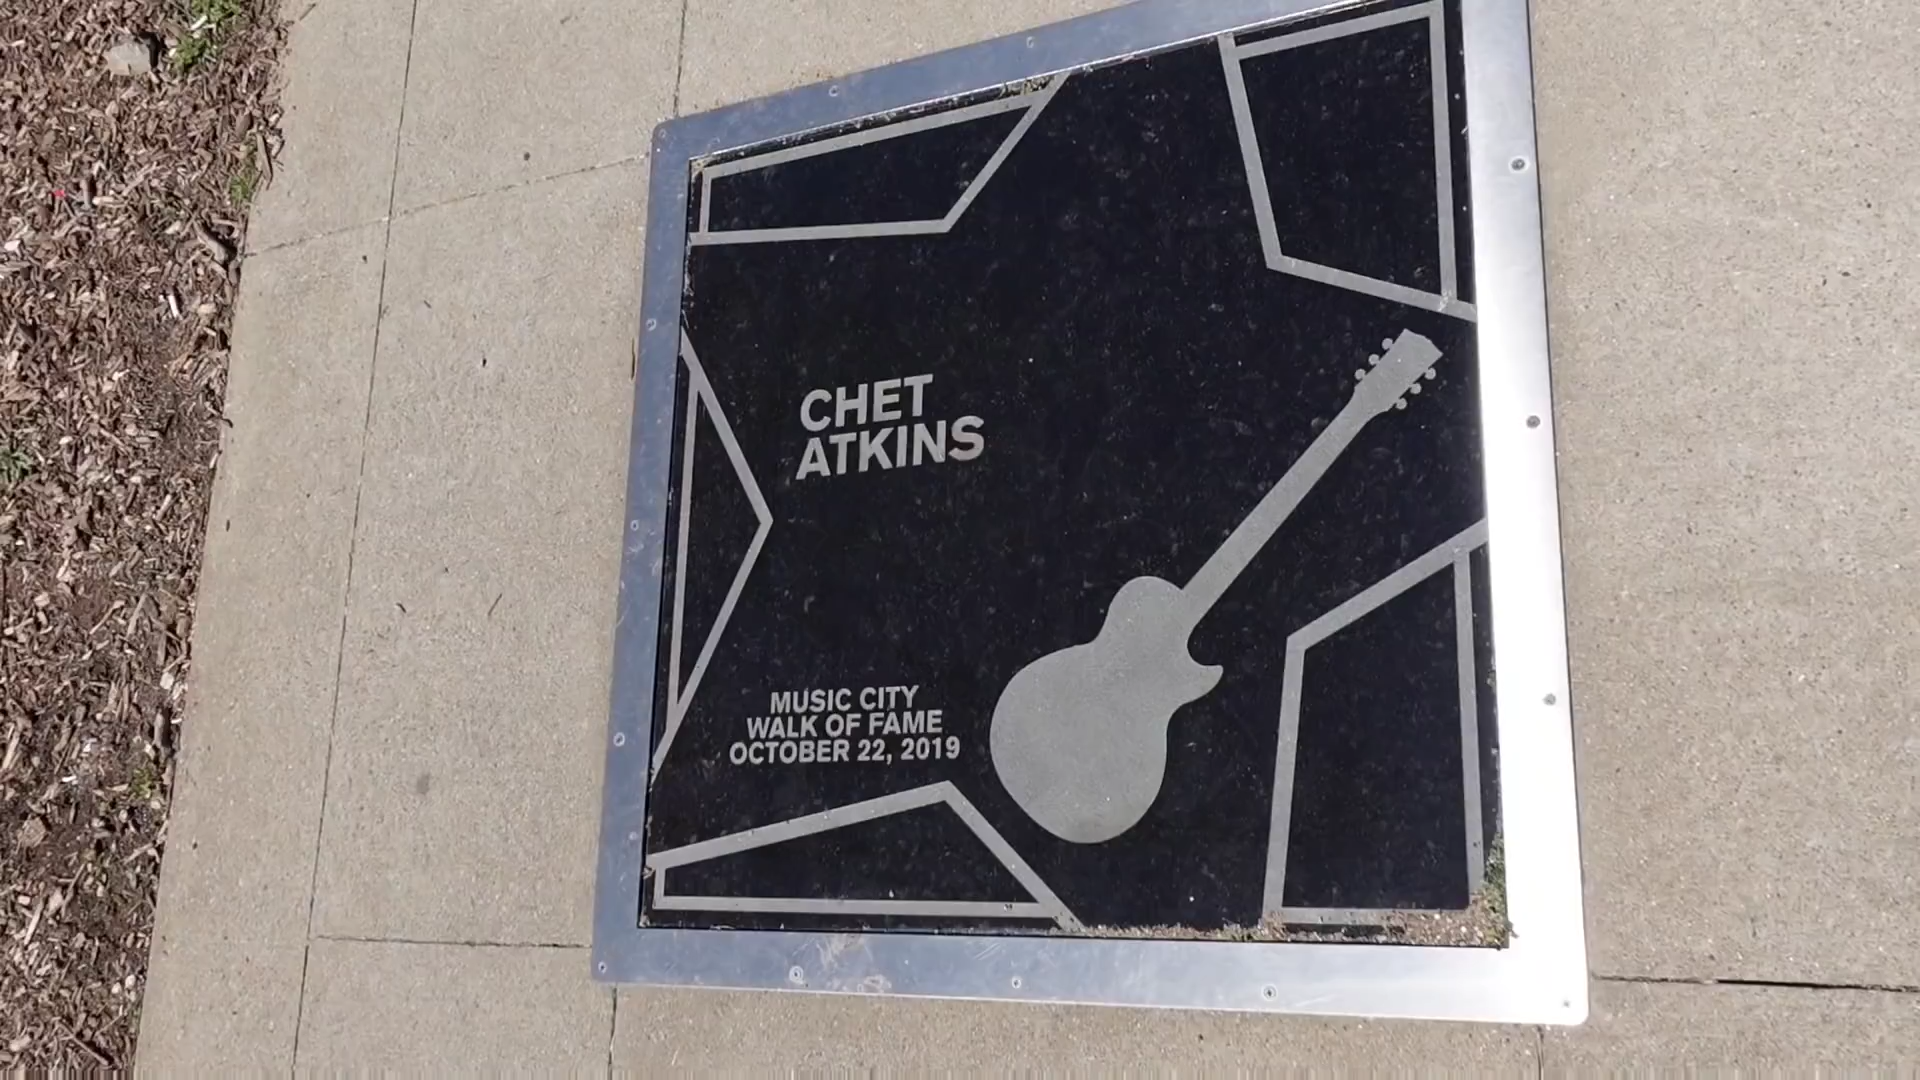 CHET
ATKINS
MUSIC CITY
WALK OF FAME
OCTOBER 22, 2019